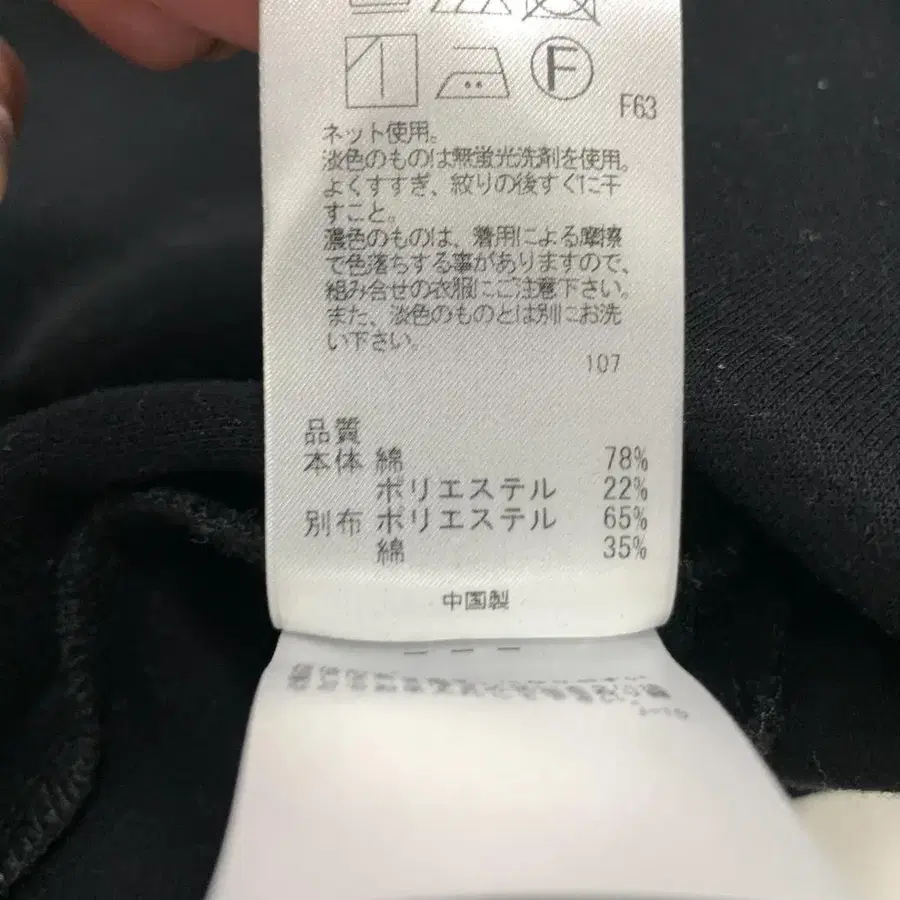 F
F63
ネット使用。
淡色のものは無蛍光洗剤を使用。
よくすすぎ、絞りの後すぐに干
すこと。
濃色のものは、着用による摩擦
で色落ちする事がありますので、
組み合せの衣服にご注意下さい。
また、淡色のものとは別にお洗
い下さい。
107
品質
本体 綿 78%
ポリエステル 22%
別布 ポリエステル 65%
綿 35%
中国製